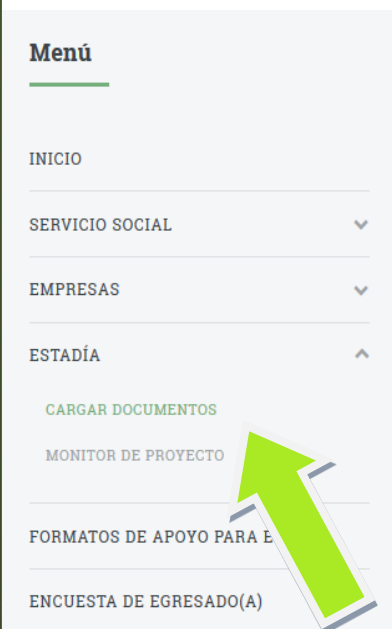 Menú
INICIO
SERVICIO SOCIAL
EMPRESAS
ESTADÍA
CARGAR DOCUMENTOS
MONITOR DE PROYECTO
FORMATOS DE APOYO PARA
ENCUESTA DE EGRESADO(A)